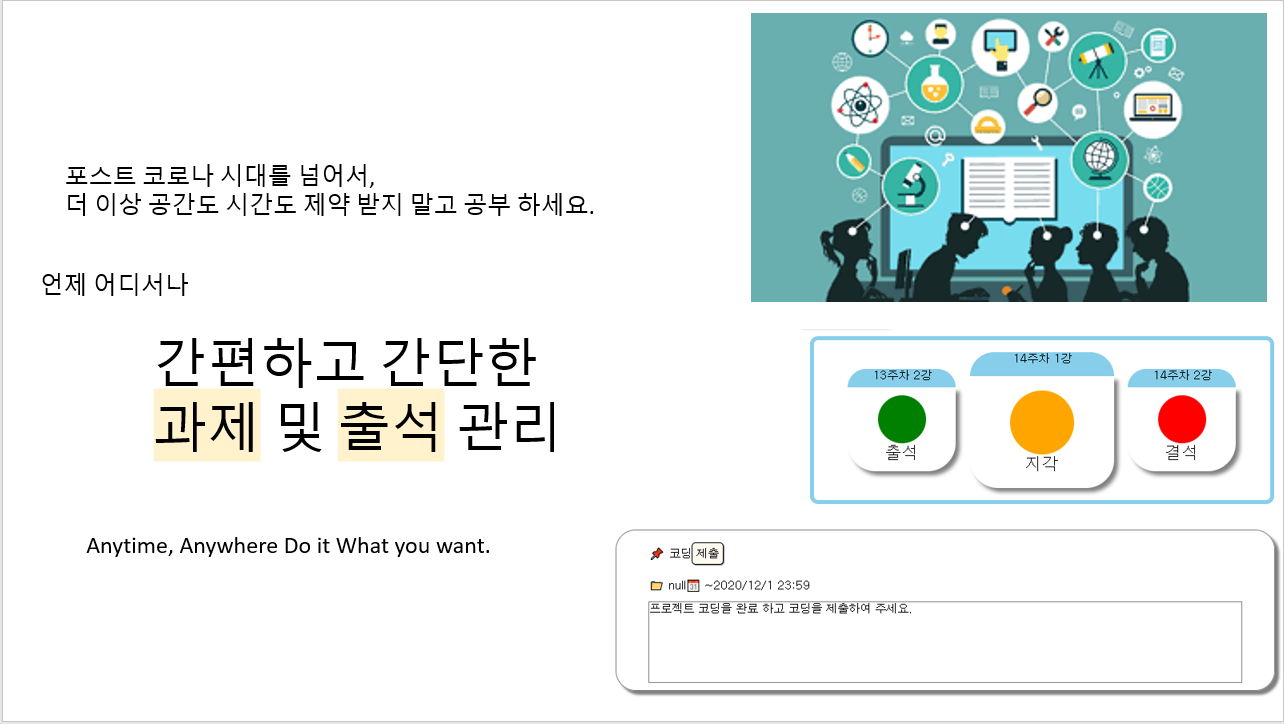 포스트 코로나 시대를 넘어서,
더 이상 공간도 시간도 제약 받지 말고 공부 하세요.
언제 어디서나
간편하고 간단한
과제 및 출석 관리
Anytime, Anywhere Do it What you want.
13주차 2강
출석
14주차 1강
지각
14주차 2강
결석
코딩 제출
null ~2020/12/1 23:59
프로젝트 코딩을 완료 하고 코딩을 제출하여 주세요.